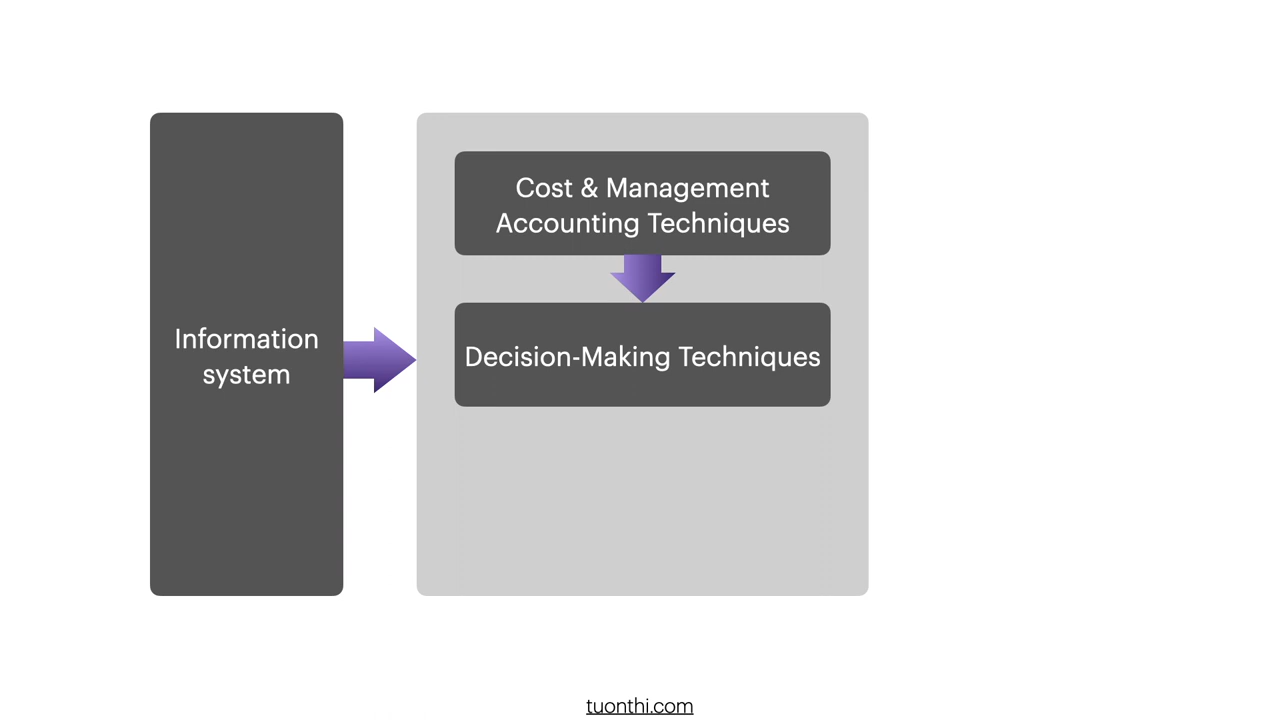 Information
system
Cost & Management
Accounting Techniques
Decision-Making Techniques
tuonthi.com